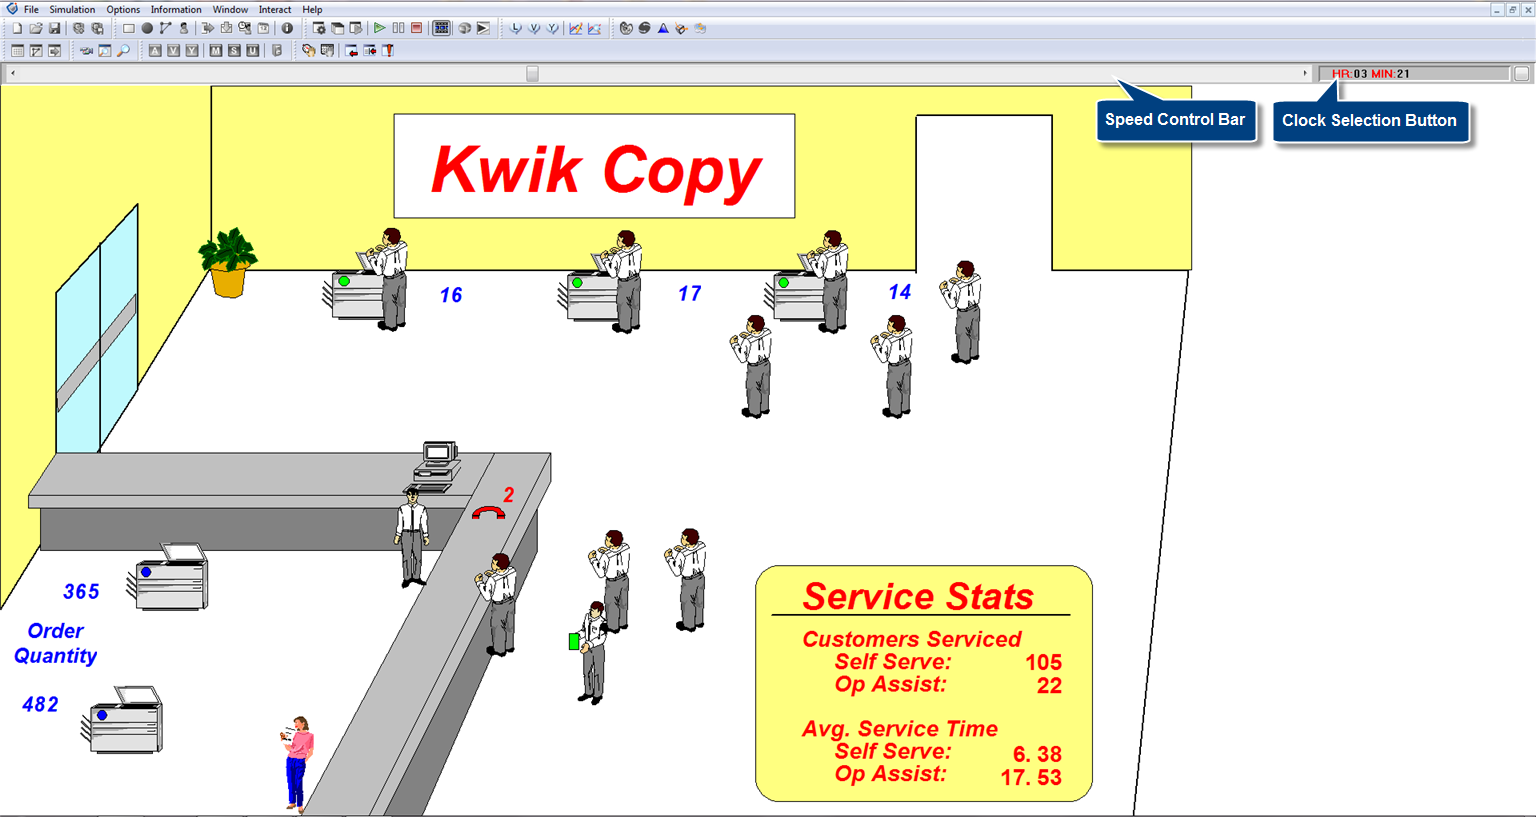 File Simulation Options Information Window Interact Help
HR:03 MIN:21
Speed Control Bar
Clock Selection Button
Kwik Copy
16
17
14
2
365
Order
Quantity
482
Service Stats
Customers Serviced
Self Serve: 105
Op Assist: 22
Avg. Service Time
Self Serve: 6. 38
Op Assist: 17. 53